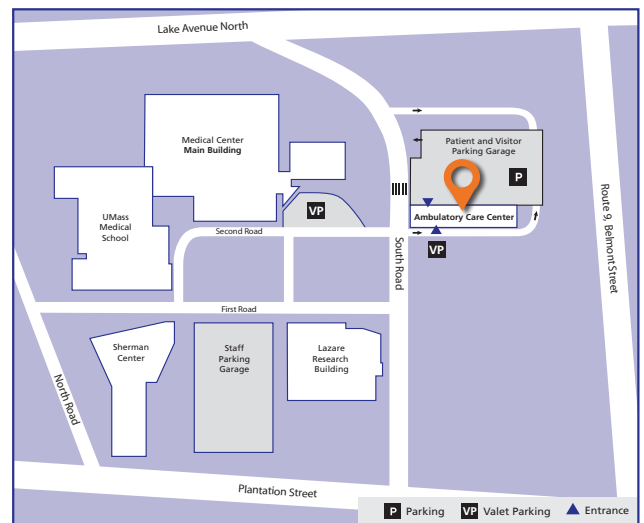 Lake Avenue North
Medical Center
Main Building
Patient and Visitor
Parking Garage
P
UMass
Medical
School
VP
Ambulatory Care Center
Second Road
VP
South Road
Route 9, Belmont Street
First Road
Sherman
Center
Staff
Parking
Garage
Lazare
Research
Building
North Road
Plantation Street
P Parking VP Valet Parking Entrance